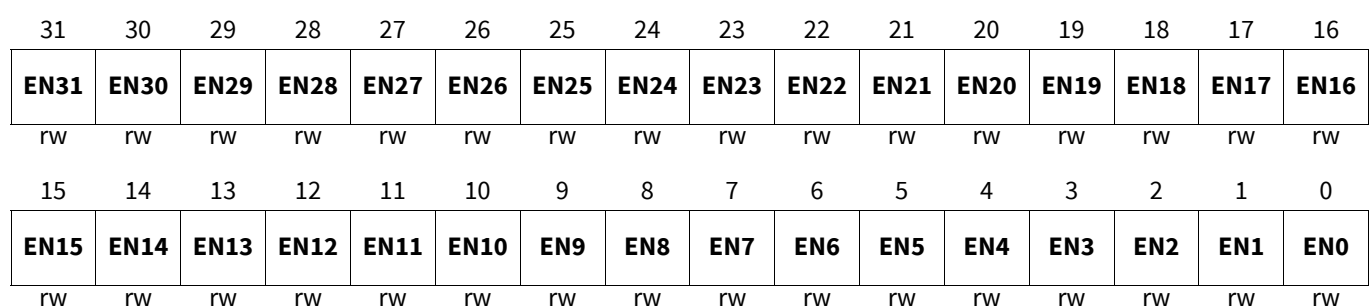 31 30 29 28 27 26 25 24 23 22 21 20 19 18 17 16
EN31 EN30 EN29 EN28 EN27 EN26 EN25 EN24 EN23 EN22 EN21 EN20 EN19 EN18 EN17 EN16
rw rw rw rw rw rw rw rw rw rw rw rw rw rw rw rw
15 14 13 12 11 10 9 8 7 6 5 4 3 2 1 0
EN15 EN14 EN13 EN12 EN11 EN10 EN9 EN8 EN7 EN6 EN5 EN4 EN3 EN2 EN1 EN0
rw rw rw rw rw rw rw rw rw rw rw rw rw rw rw rw